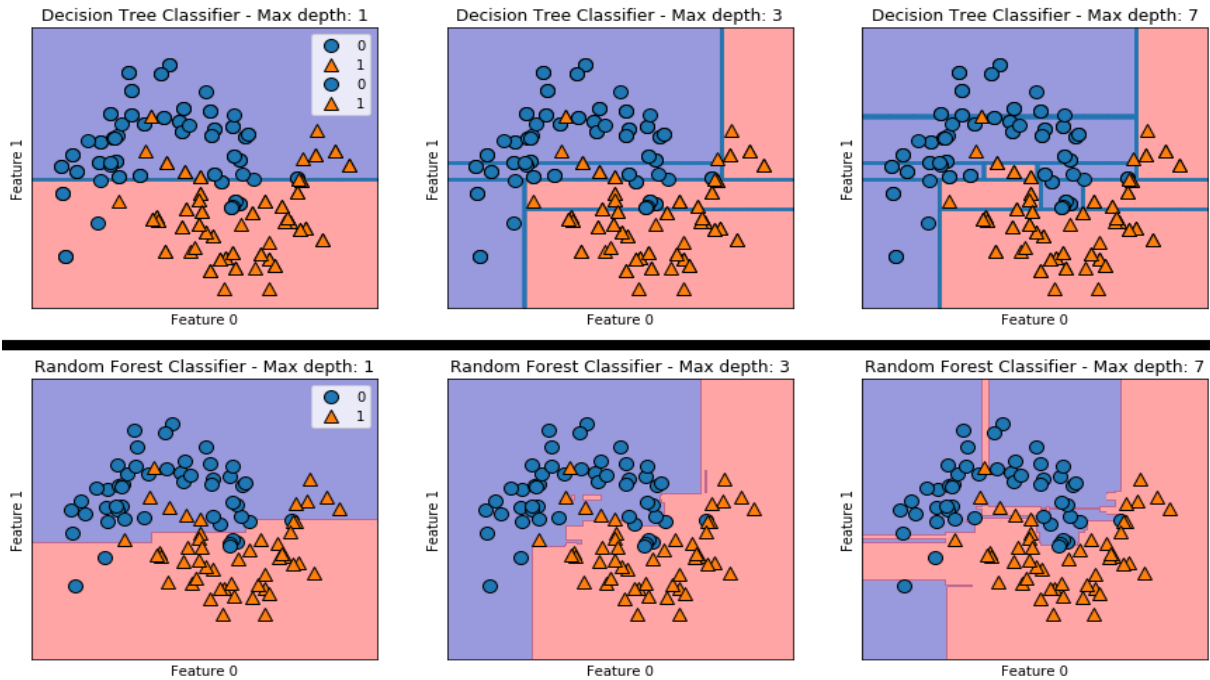 Decision Tree Classifier - Max depth: 1
Decision Tree Classifier - Max depth: 3
Decision Tree Classifier - Max depth: 7
0
1
0
1
Feature 1
Feature 1
Feature 1
Feature 0
Feature 0
Feature 0
Random Forest Classifier - Max depth: 1
Random Forest Classifier - Max depth: 3
Random Forest Classifier - Max depth: 7
0
1
Feature 1
Feature 1
Feature 1
Feature 0
Feature 0
Feature 0